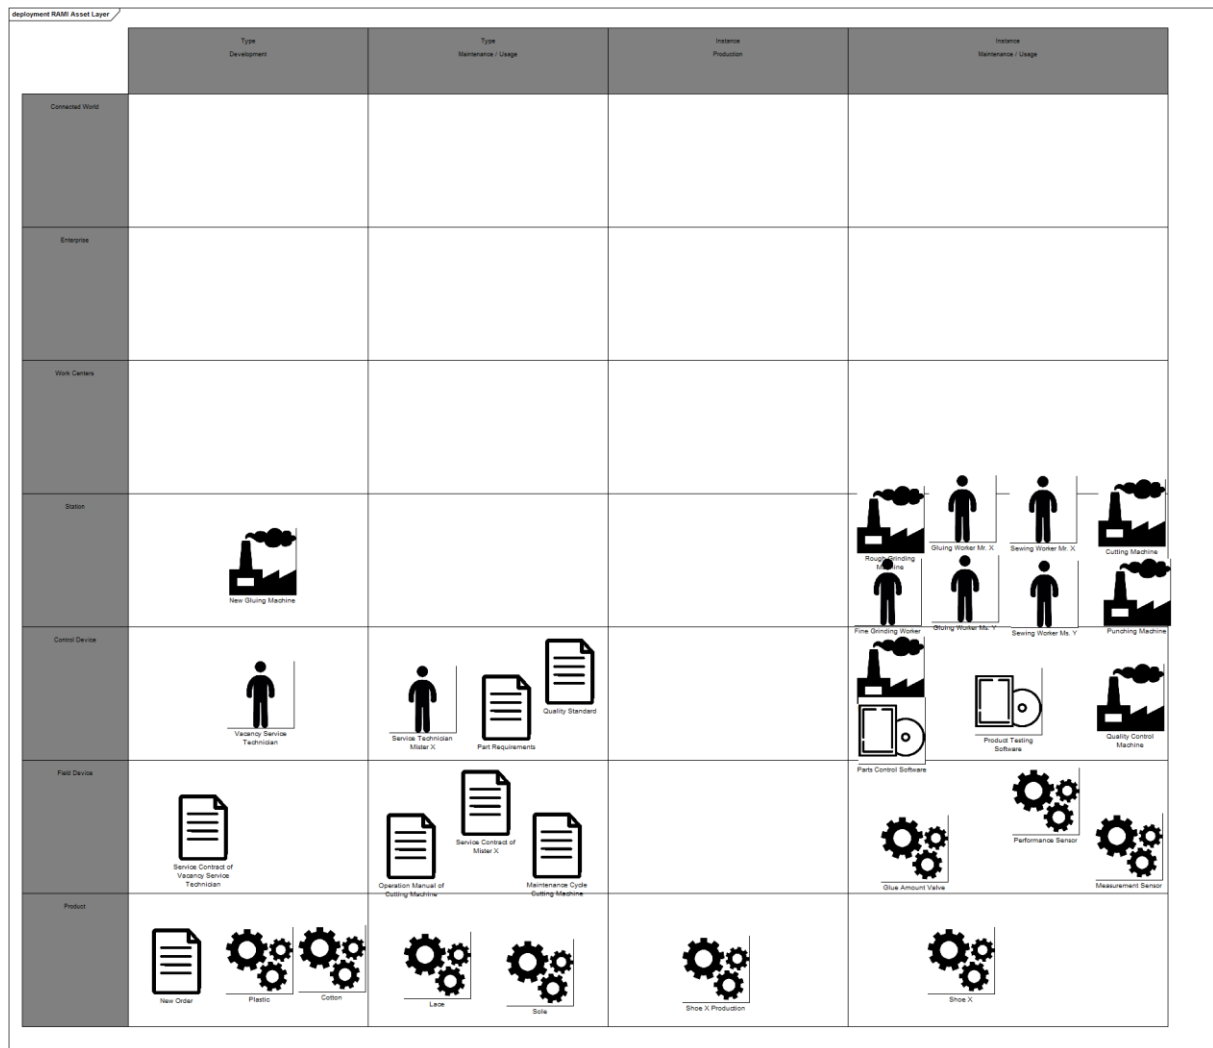 deployment RAMI Asset Layer
Type
Development
Type
Maintenance / Usage
Instance
Production
Instance
Maintenance / Usage
Connected World
Enterprise
Work Centers
Station
New Gluing Machine
Rough Grinding
Machine
Gluing Worker Mr. X
Sewing Worker Mr. X
Cutting Machine
Fine Grinding Worker
Gluing Worker Ms. Y
Sewing Worker Ms. Y
Punching Machine
Control Device
Vacancy Service
Technician
Service Technician
Mister X
Part Requirements
Quality Standard
Parts Control Software
Product Testing
Software
Quality Control
Machine
Field Device
Service Contract of
Vacancy Service
Technician
Operation Manual of
Cutting Machine
Service Contract of
Mister X
Maintenance Cycle
Cutting Machine
Glue Amount Valve
Performance Sensor
Measurement Sensor
Product
New Order
Plastic
Cotton
Lace
Sole
Shoe X Production
Shoe X